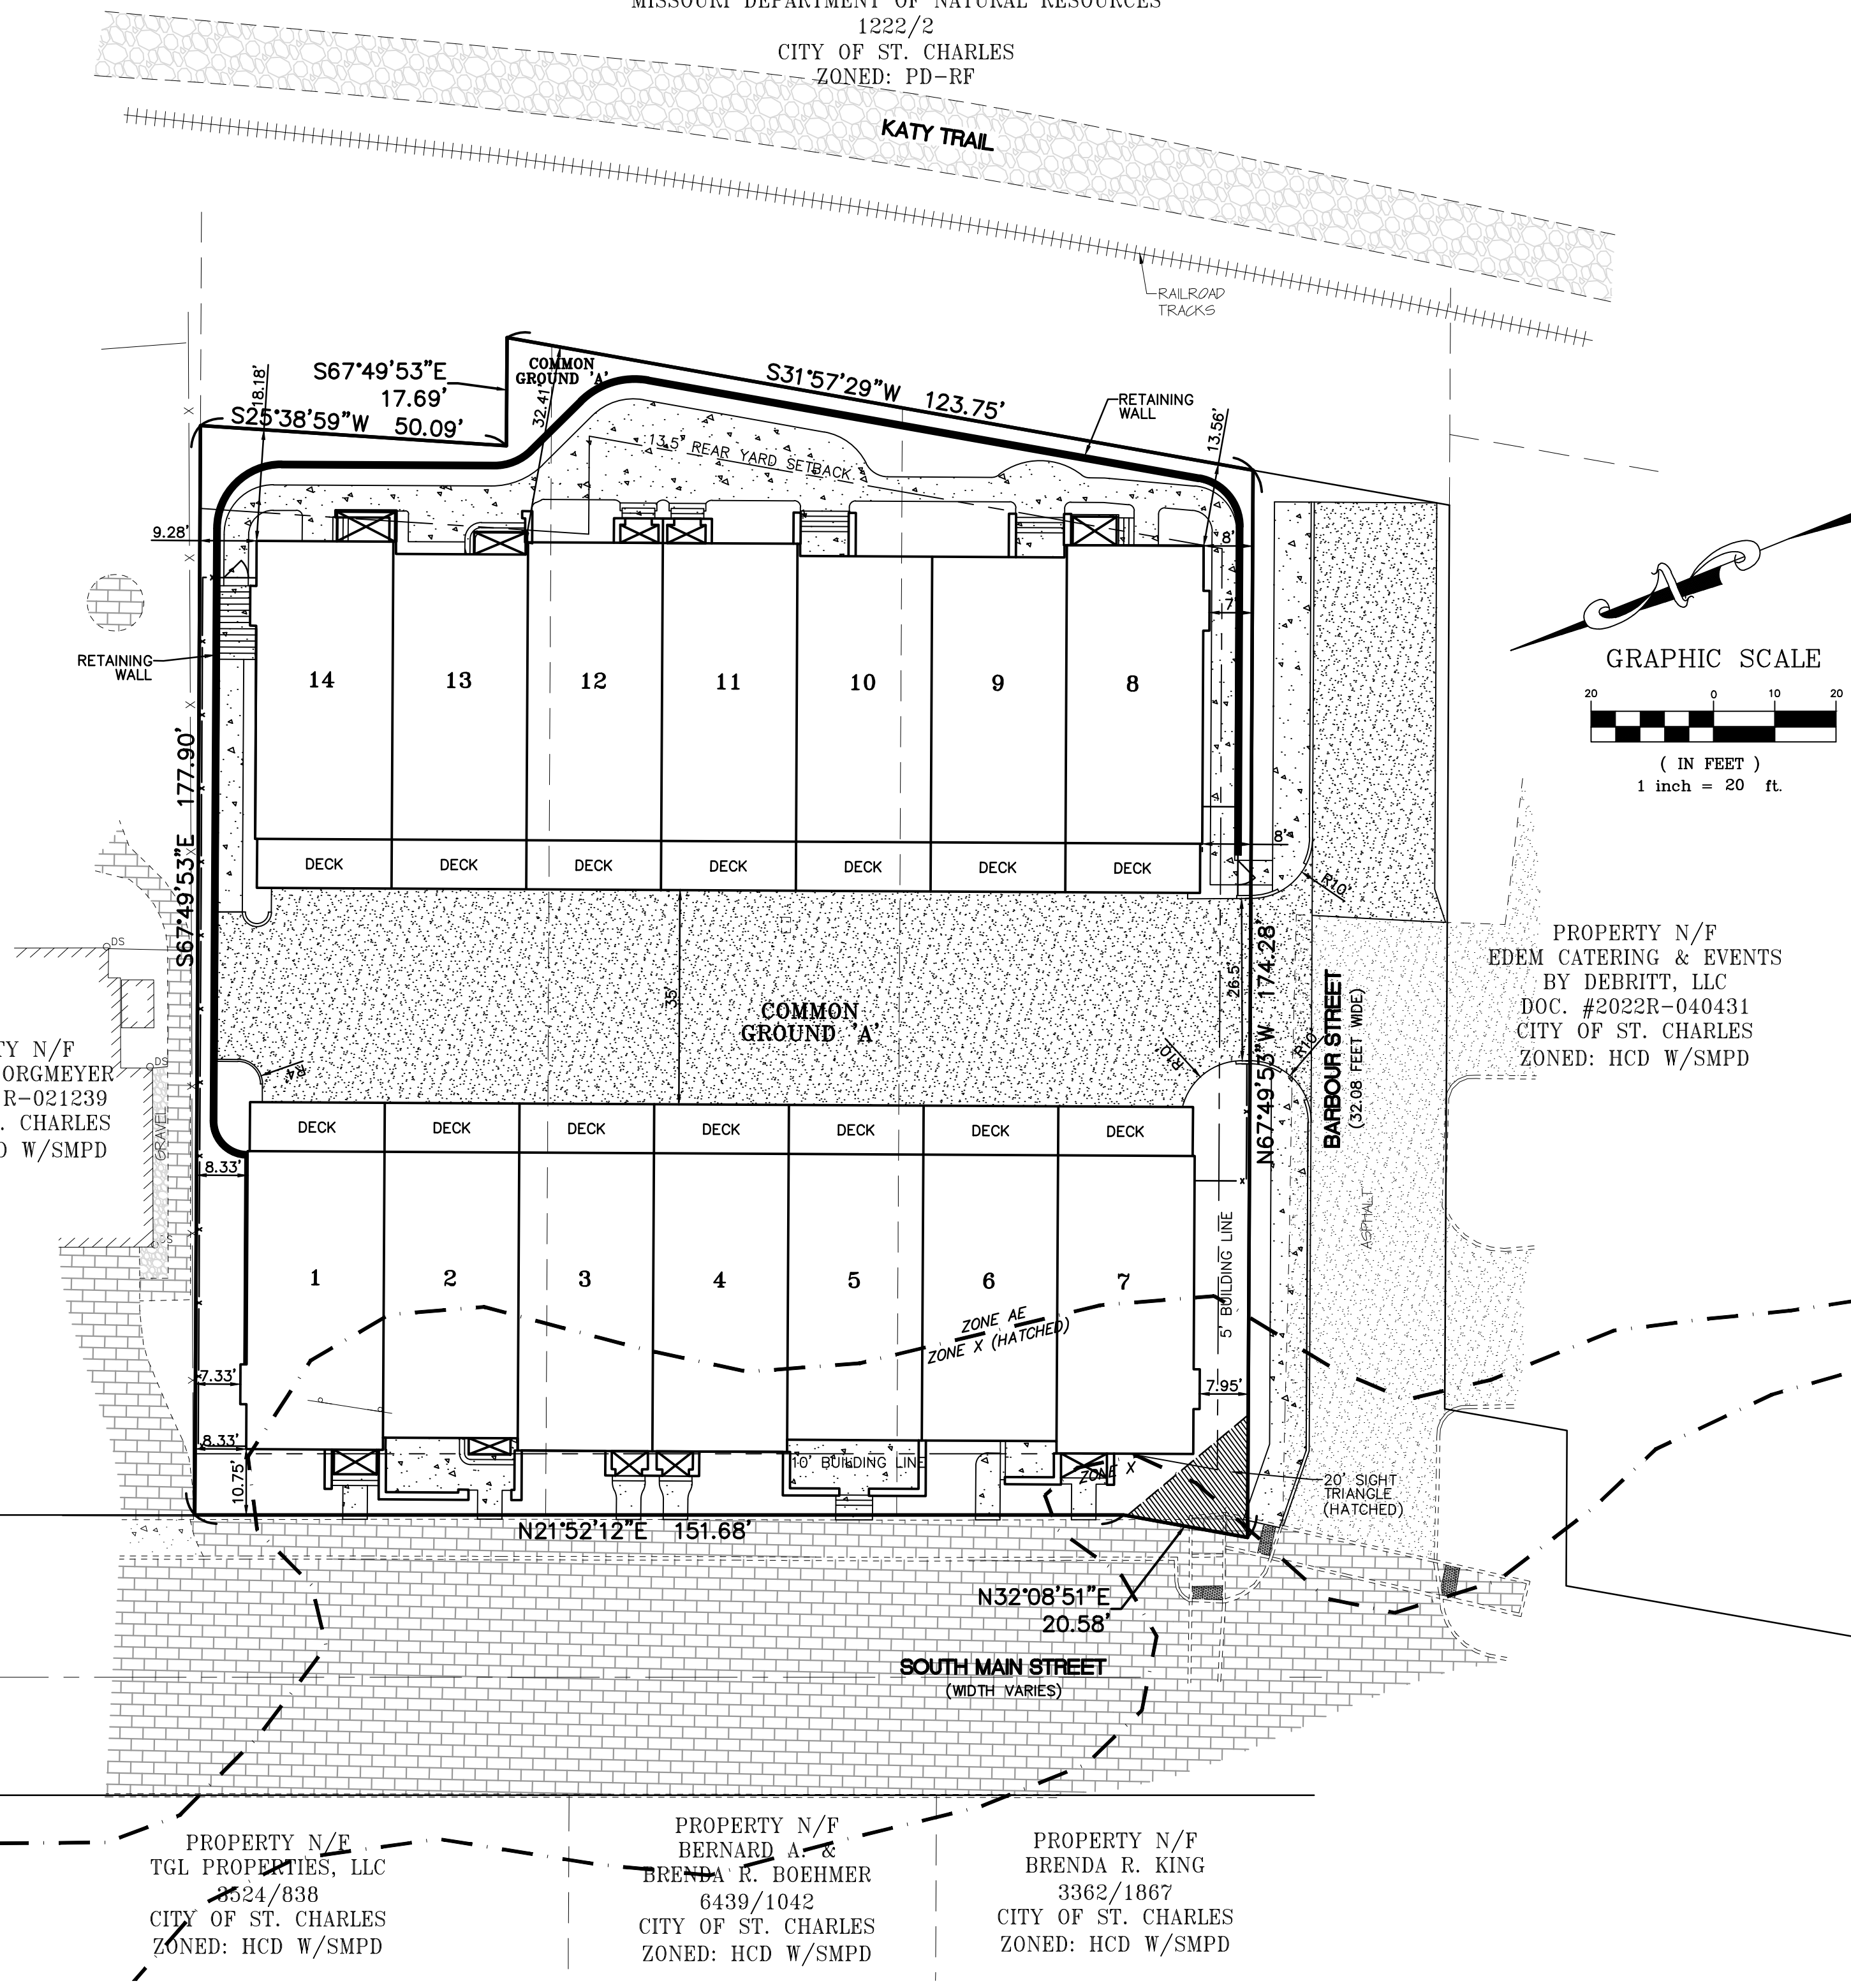 MISSOURI DEPARTMENT OF NATURAL RESOURCES
1222/2
CITY OF ST. CHARLES
ZONED: PD-RF
KATY TRAIL
RAILROAD
TRACKS
S67°49'53"E
17.69'
S25°38'59"W 50.09'
18.18'
COMMON
GROUND 'A'
32.41'
S31°57'29"W 123.75'
RETAINING
WALL
13.56'
13.5' REAR YARD SETBACK
9.28'
8'
7'
RETAINING
WALL
14
13
12
11
10
9
8
GRAPHIC SCALE
20 0 10 20
( IN FEET )
1 inch = 20 ft.
S67°49'53"E 177.90'
DECK
DECK
DECK
DECK
DECK
DECK
DECK
8'
R10'
DS
35'
COMMON
GROUND 'A'
26.5'
N67°49'53"W 174.28'
BARBOUR STREET
(32.08 FEET WIDE)
PROPERTY N/F
EDEM CATERING & EVENTS
BY DEBRITT, LLC
DOC. #2022R-040431
CITY OF ST. CHARLES
ZONED: HCD W/SMPD
TY N/F
ORGMEYER
R-021239
. CHARLES
D W/SMPD
DS
R4'
R10'
R10'
GRAVEL
DECK
DECK
DECK
DECK
DECK
DECK
DECK
8.33'
1
2
3
4
5
6
7
5' BUILDING LINE
ASPHALT
ZONE AE
ZONE X (HATCHED)
7.33'
7.95'
8.33'
10.75'
10' BUILDING LINE
ZONE X
20' SIGHT
TRIANGLE
(HATCHED)
N21°52'12"E 151.68'
N32°08'51"E
20.58'
SOUTH MAIN STREET
(WIDTH VARIES)
PROPERTY N/F
TGL PROPERTIES, LLC
3524/838
CITY OF ST. CHARLES
ZONED: HCD W/SMPD
PROPERTY N/F
BERNARD A. &
BRENDA R. BOEHMER
6439/1042
CITY OF ST. CHARLES
ZONED: HCD W/SMPD
PROPERTY N/F
BRENDA R. KING
3362/1867
CITY OF ST. CHARLES
ZONED: HCD W/SMPD